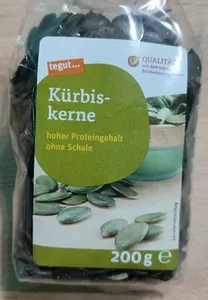 tegut...
QUALITÄT
Kürbis-
kerne
hoher Proteingehalt
ohne Schale
200g e